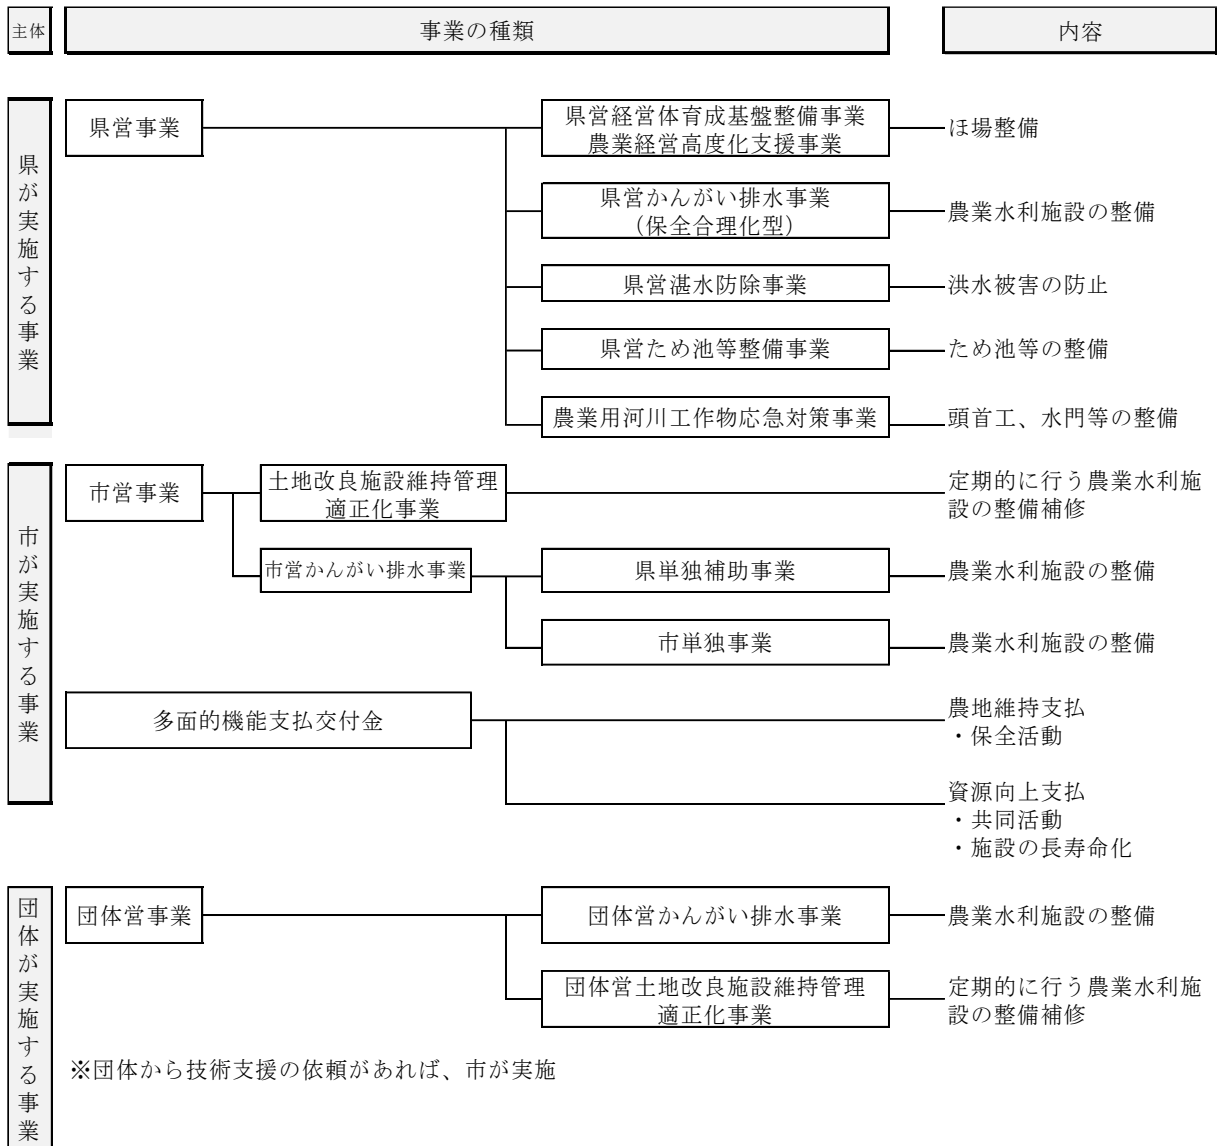 主体
事業の種類
内容
県が実施する事業
県営事業
県営経営体育成基盤整備事業
農業経営高度化支援事業
ほ場整備
県営かんがい排水事業
（保全合理化型）
農業水利施設の整備
県営湛水防除事業
洪水被害の防止
県営ため池等整備事業
ため池等の整備
農業用河川工作物応急対策事業
頭首工、水門等の整備
市が実施する事業
市営事業
土地改良施設維持管理
適正化事業
定期的に行う農業水利施
設の整備補修
市営かんがい排水事業
県単独補助事業
農業水利施設の整備
市単独事業
農業水利施設の整備
多面的機能支払交付金
農地維持支払
・保全活動
資源向上支払
・共同活動
・施設の長寿命化
団体が実施する事業
団体営事業
団体営かんがい排水事業
農業水利施設の整備
団体営土地改良施設維持管理
適正化事業
定期的に行う農業水利施
設の整備補修
※団体から技術支援の依頼があれば、市が実施